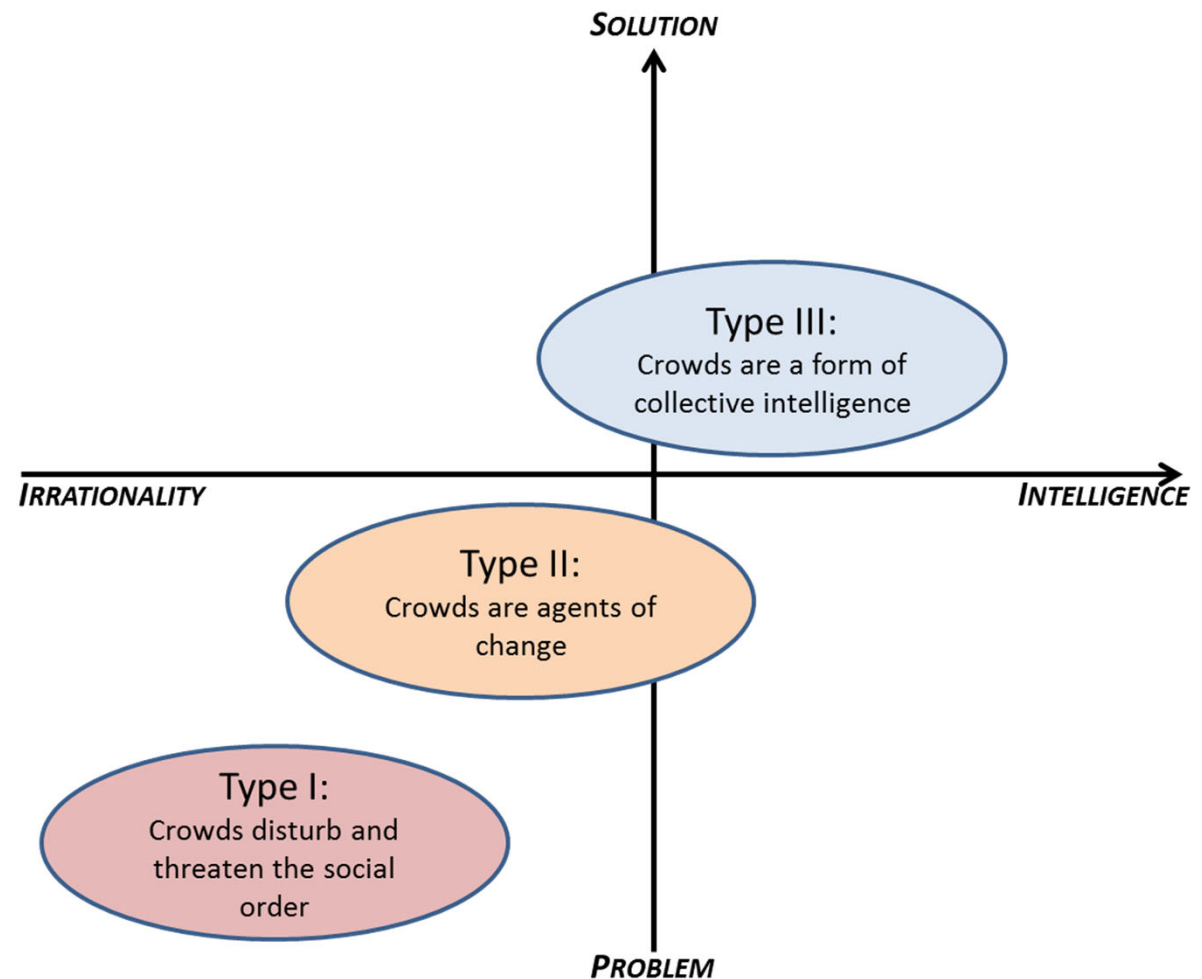 SOLUTION
Type III:
Crowds are a form of
collective intelligence
IRRATIONALITY
INTELLIGENCE
Type II:
Crowds are agents of
change
Type I:
Crowds disturb and
threaten the social
order
PROBLEM